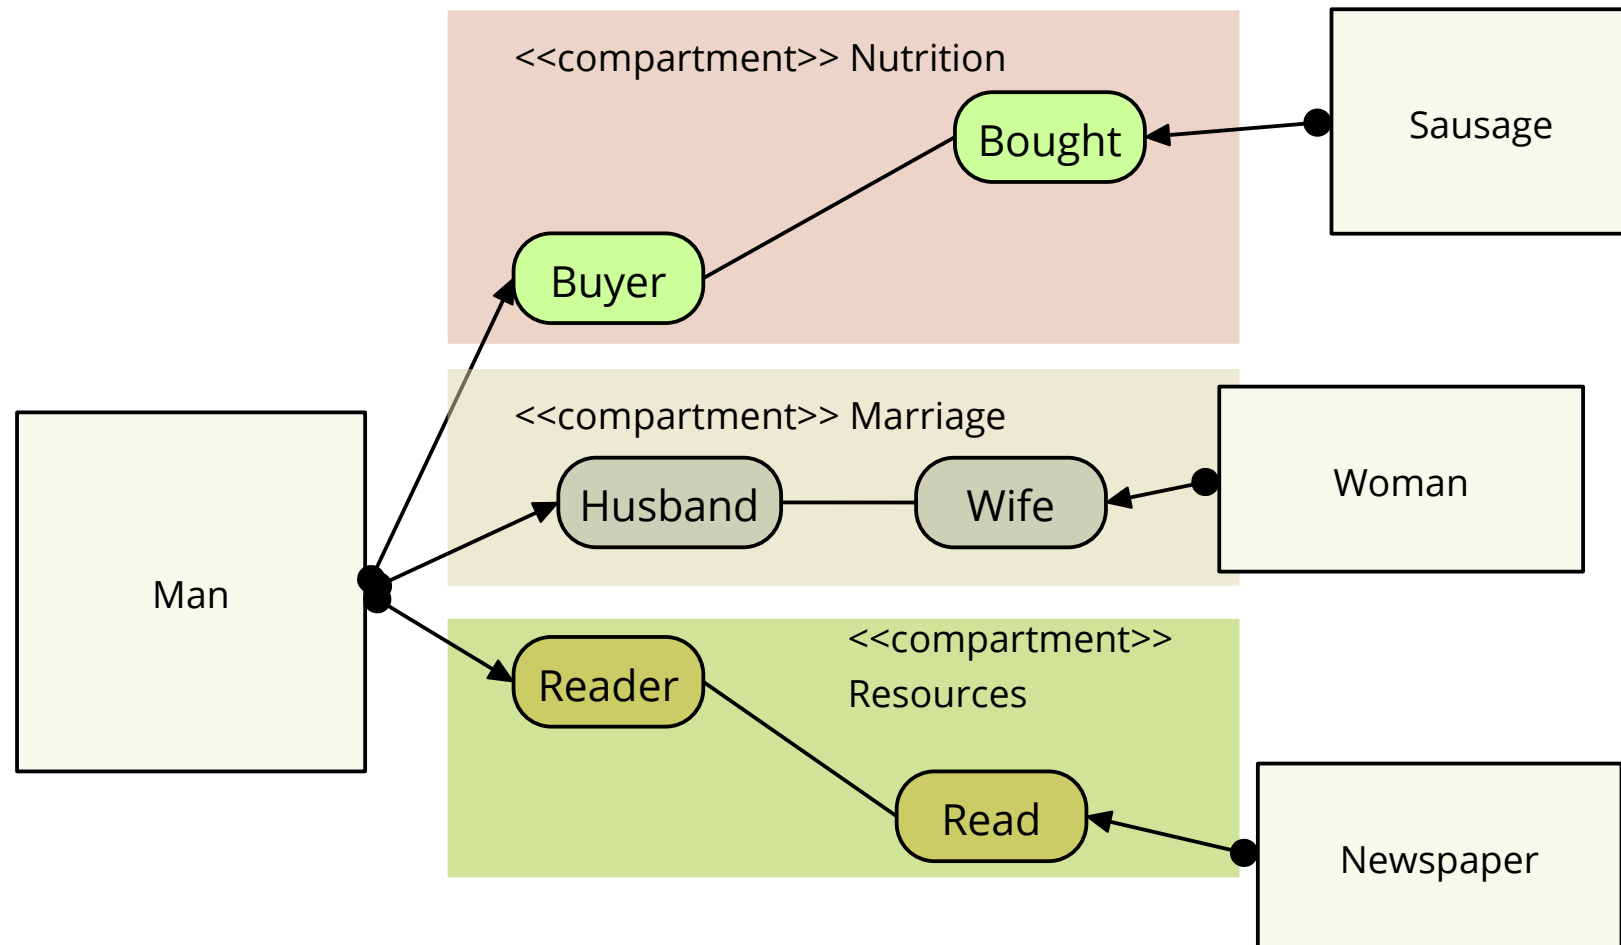 <<compartment>> Nutrition
Sausage
Bought
Buyer
<<compartment>> Marriage
Woman
Husband
Wife
Man
<<compartment>>
Resources
Reader
Read
Newspaper